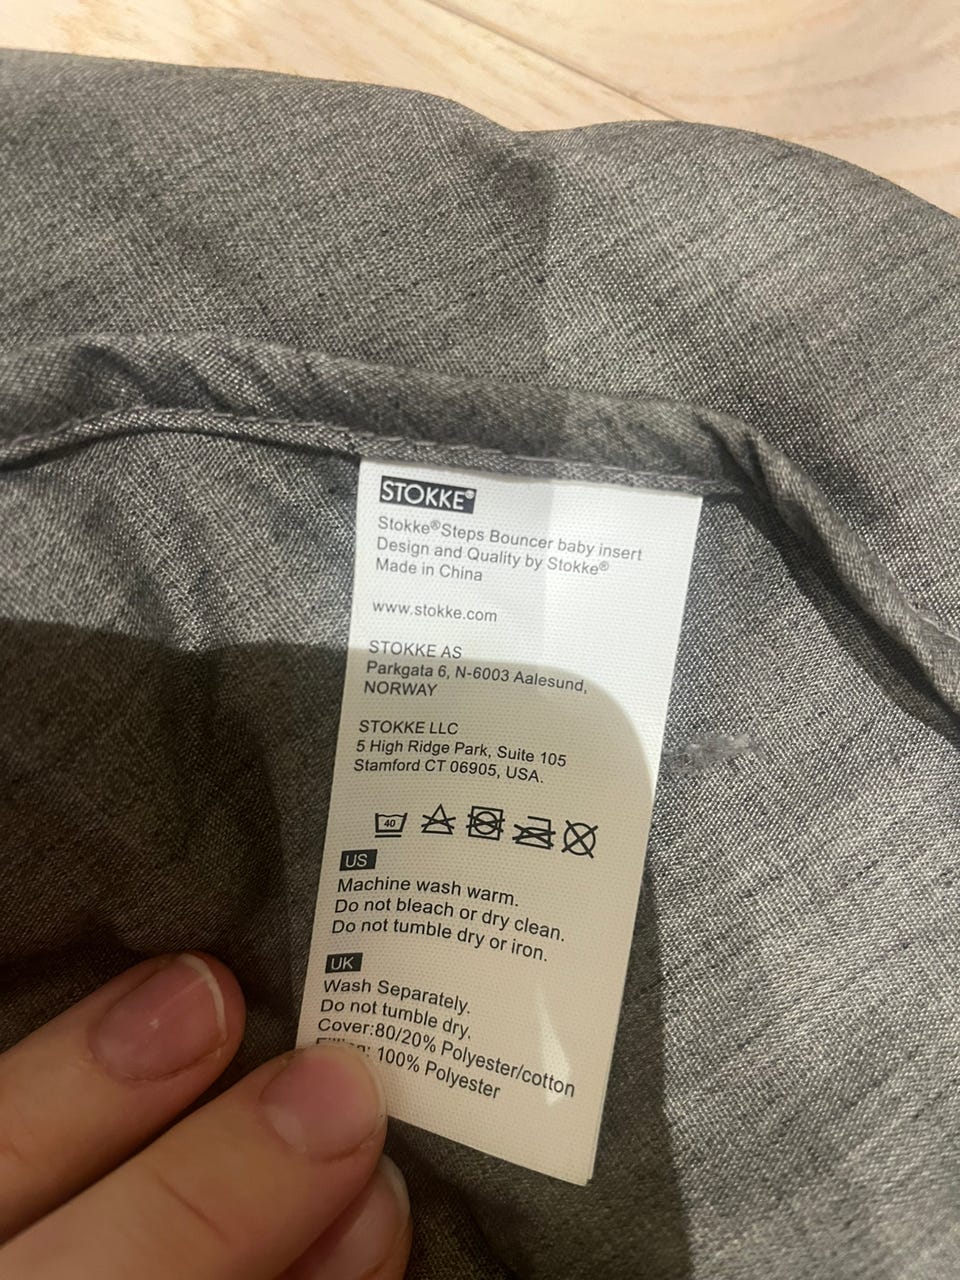 STOKKE®
Stokke®Steps Bouncer baby insert
Design and Quality by Stokke®
Made in China
www.stokke.com
STOKKE AS
Parkgata 6, N-6003 Aalesund,
NORWAY
STOKKE LLC
5 High Ridge Park, Suite 105
Stamford CT 06905, USA.
40
US
Machine wash warm.
Do not bleach or dry clean.
Do not tumble dry or iron.
UK
Wash Separately.
Do not tumble dry.
Cover:80/20% Polyester/cotton
100% Polyester